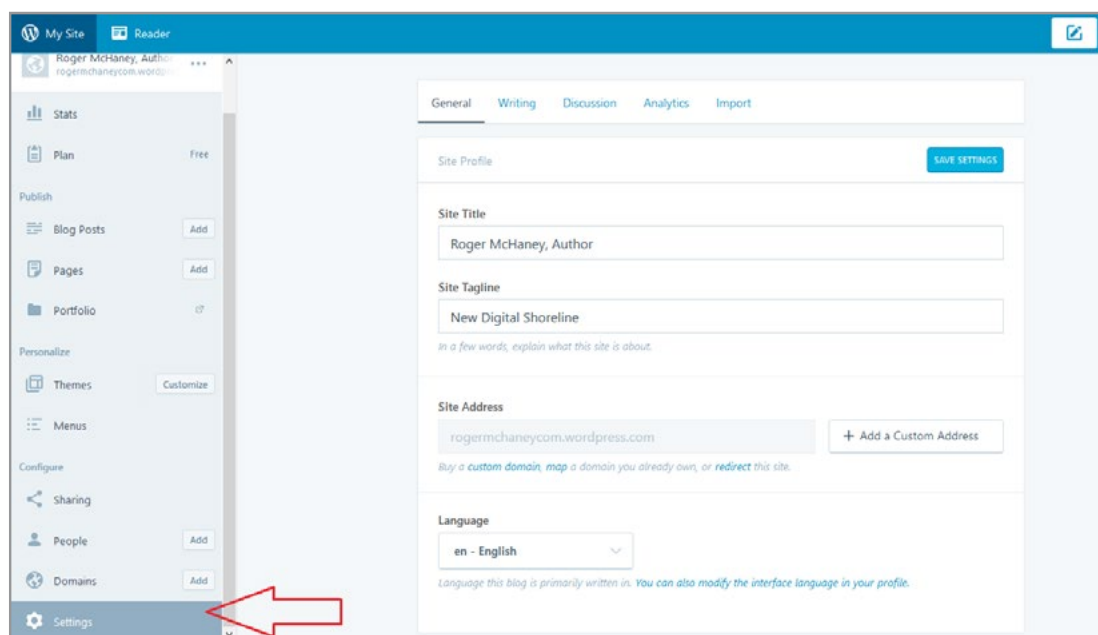 My Site Reader
Roger McHaney, Autho
rogermchaneycom.wordp
Stats
Plan Free
Publish
Blog Posts Add
Pages Add
Portfolio
Personalize
Themes Customize
Menus
Configure
Sharing
People Add
Domains Add
Settings
General Writing Discussion Analytics Import
Site Profile SAVE SETTINGS
Site Title
Roger McHaney, Author
Site Tagline
New Digital Shoreline
In a few words, explain what this site is about.
Site Address
rogermchaneycom.wordpress.com + Add a Custom Address
Buy a custom domain, map a domain you already own, or redirect this site.
Language
en - English
Language this blog is primarily written in. You can also modify the interface language in your profile.